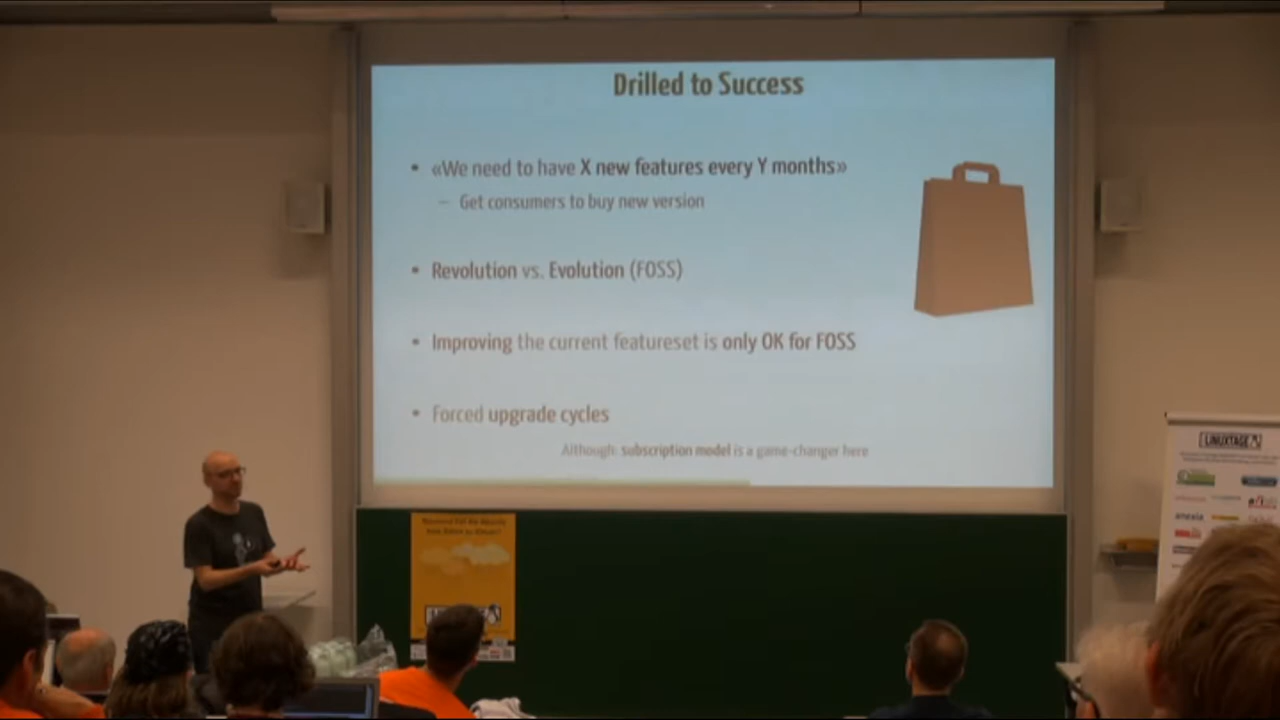 Drilled to Success
• «We need to have X new features every Y months»
– Get consumers to buy new version
• Revolution vs. Evolution (FOSS)
• Improving the current featureset is only OK for FOSS
• Forced upgrade cycles
Although: subscription model is a game-changer here
LINUXTAGE
anexia